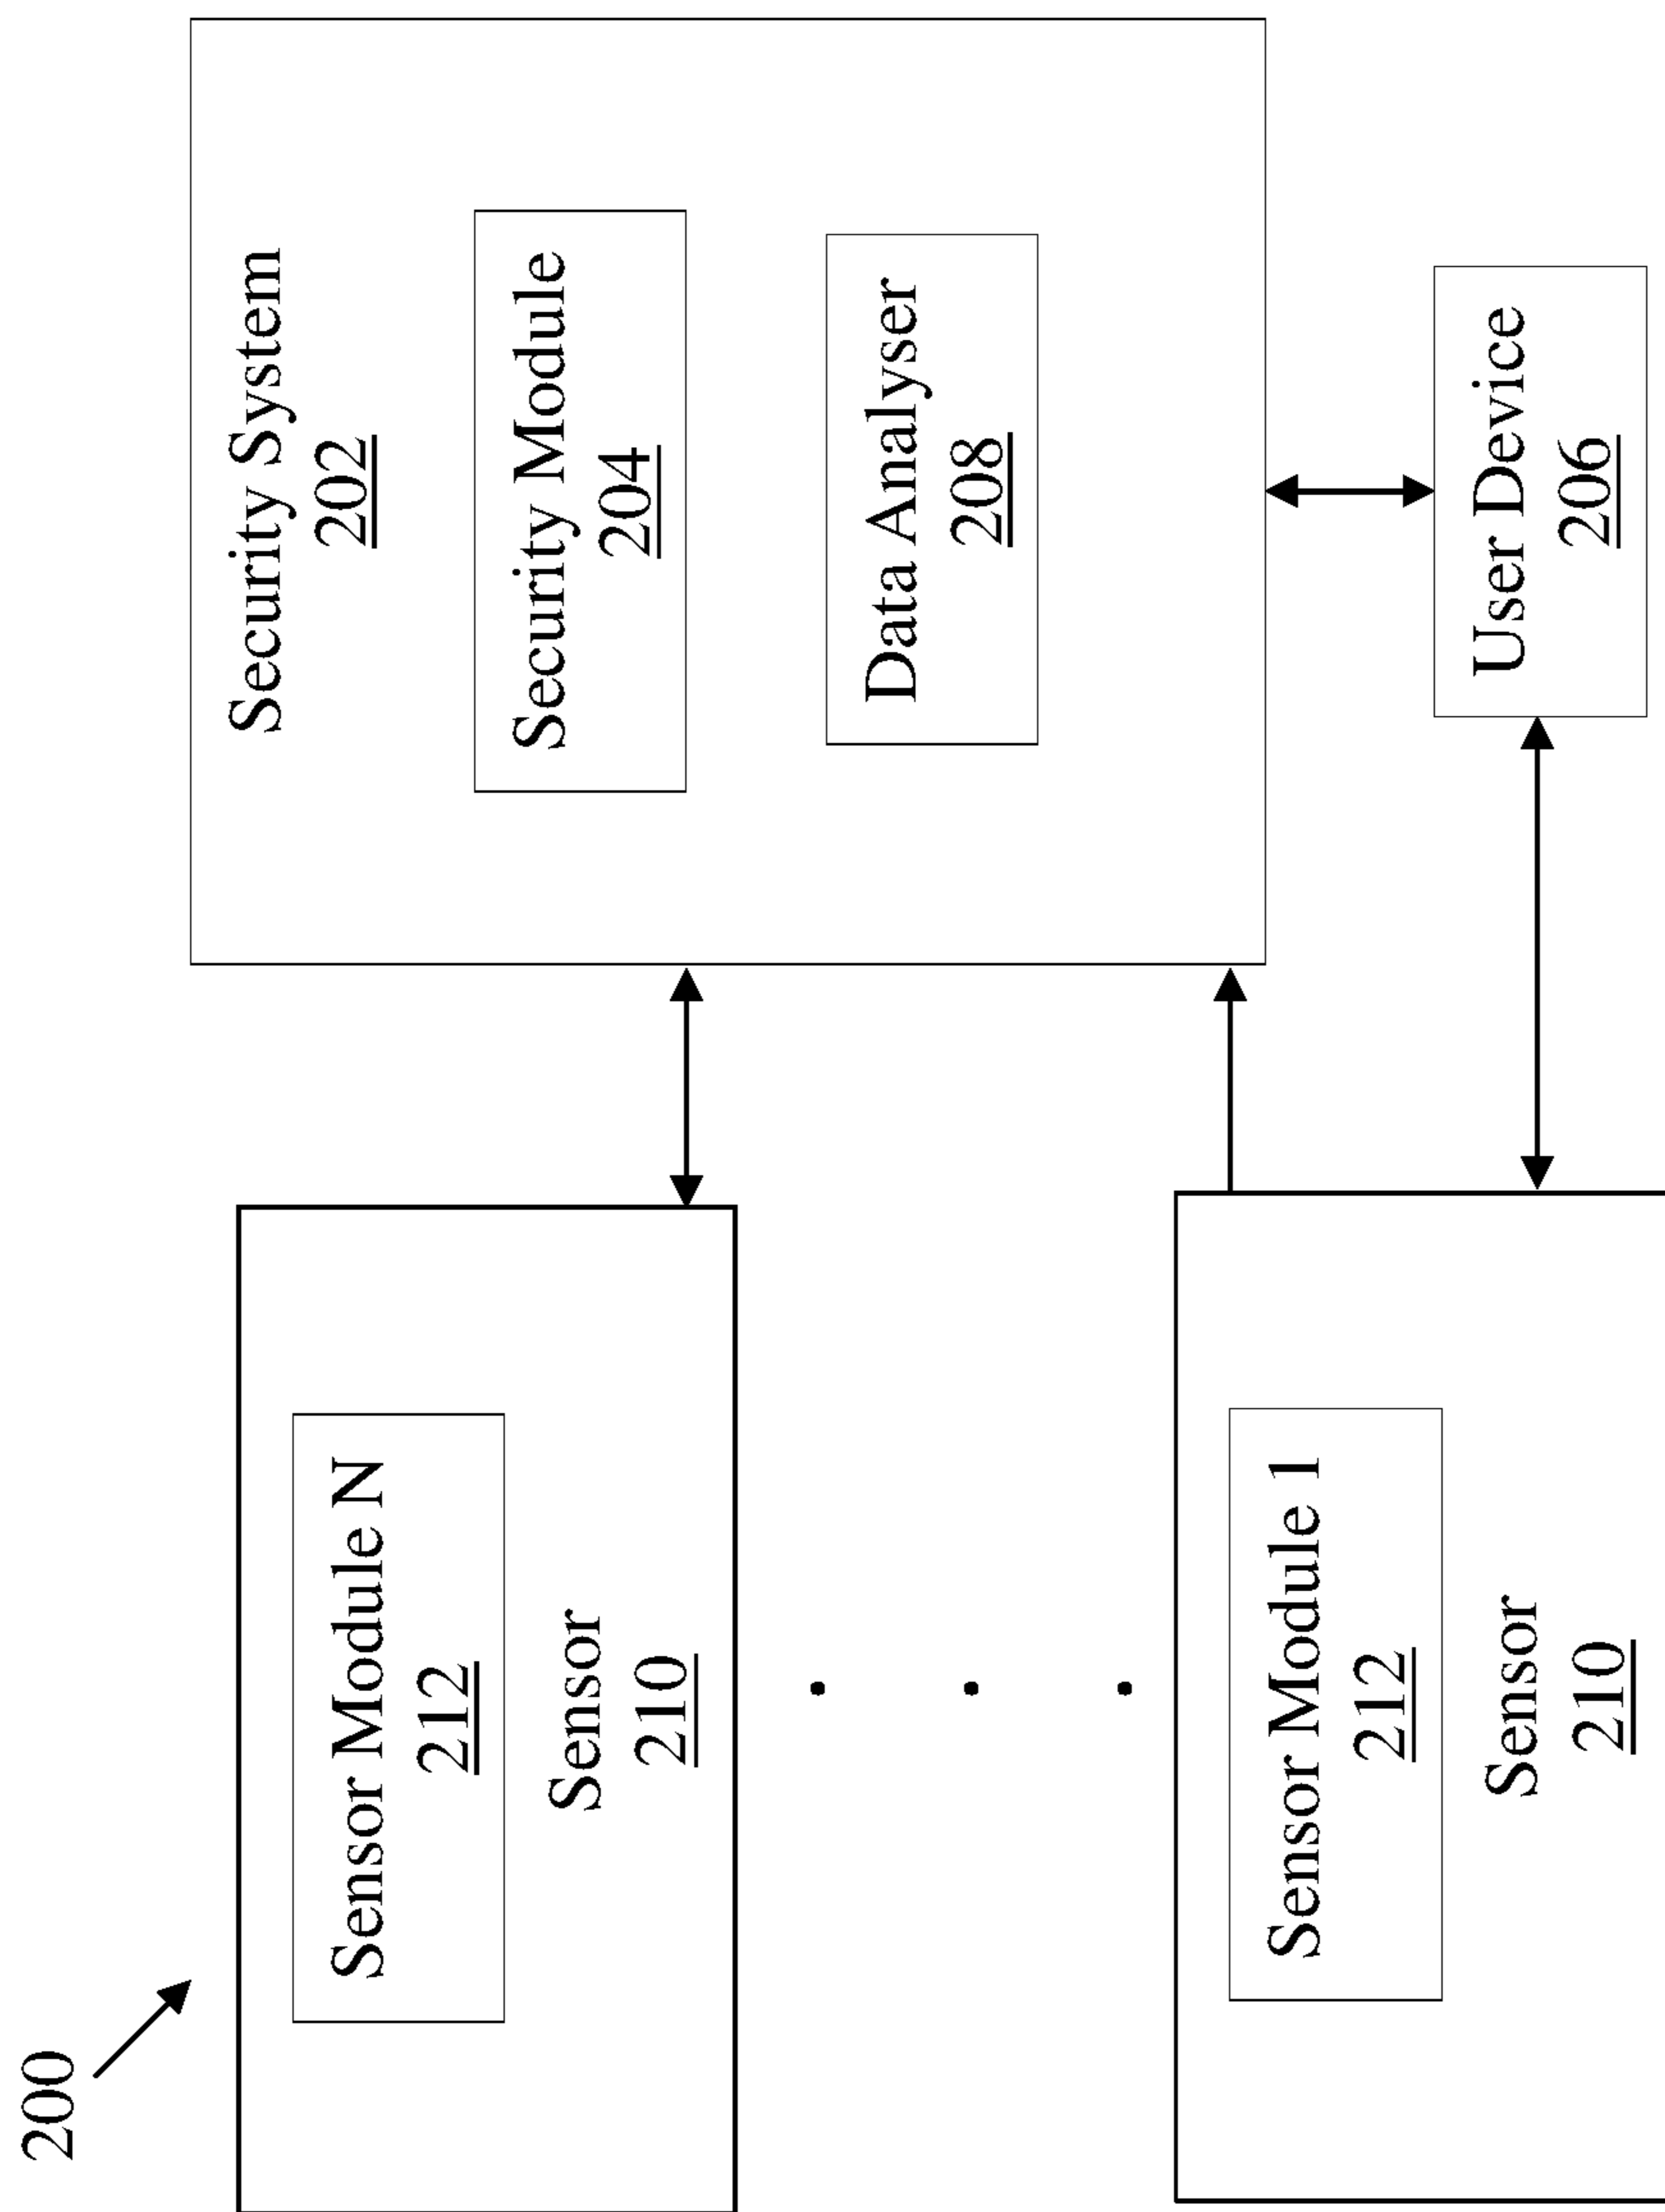 200
Sensor Module N
212
Sensor
210
Sensor Module 1
212
Sensor
210
Security System
202
Security Module
204
Data Analyser
208
User Device
206